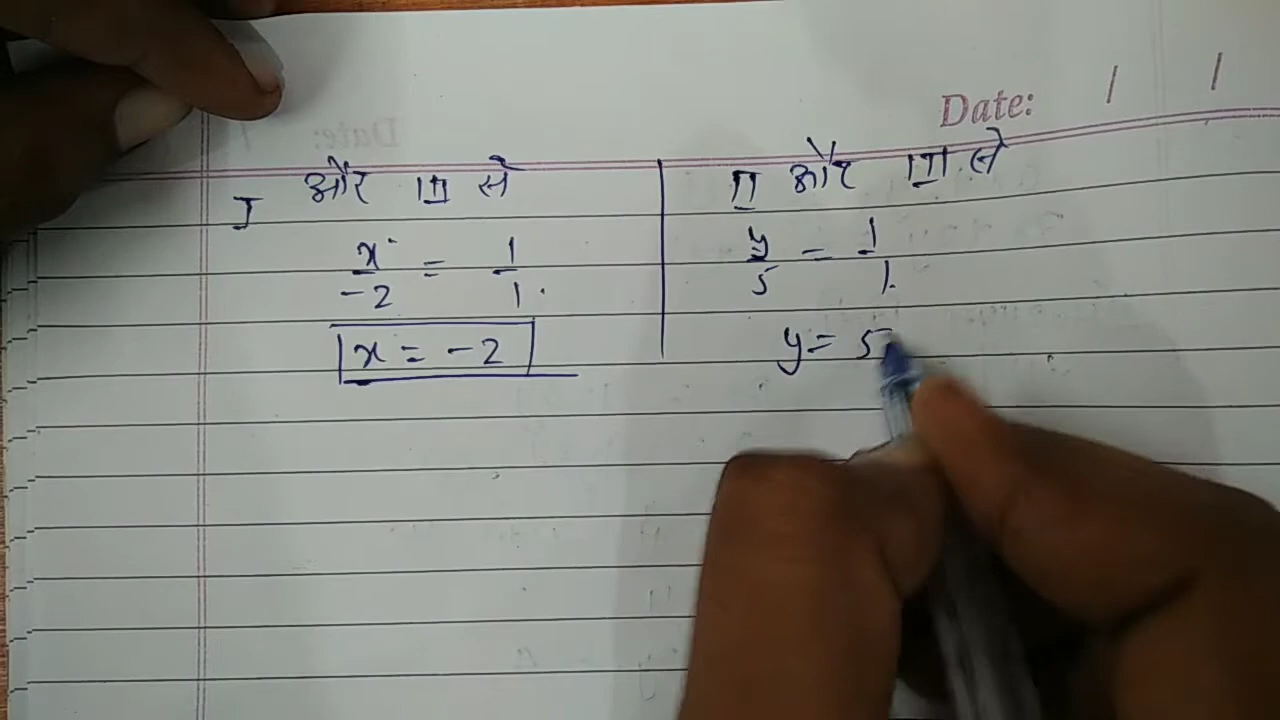 Date: / /
I और III से
x/-2 = 1/1.
x = -2
II और III से
y/5 = 1/1.
y = 5